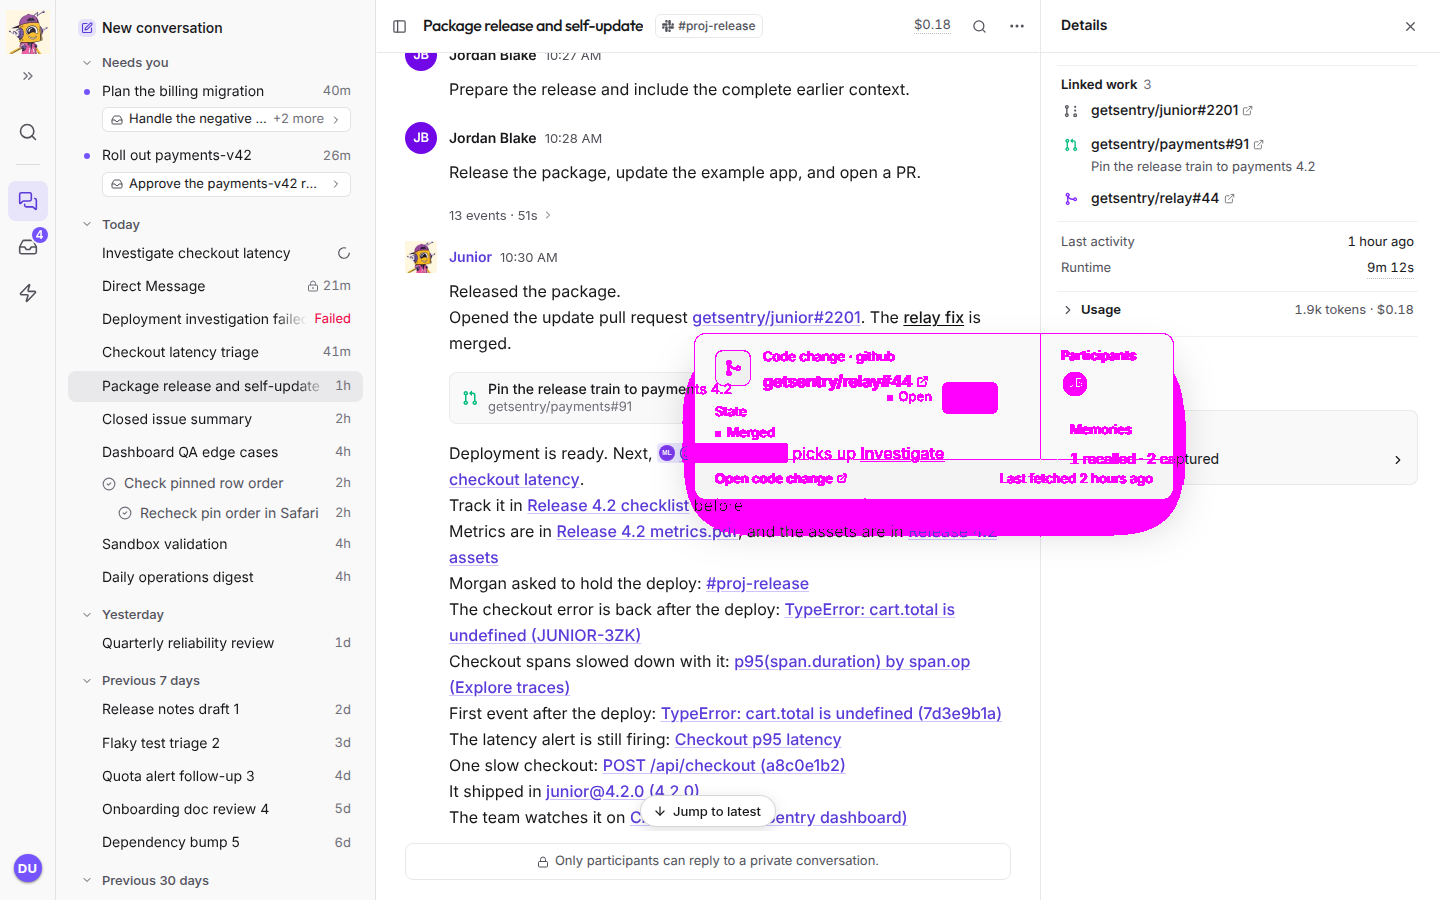 New conversation
Needs you
Plan the billing migration 40m
Handle the negative ... +2 more
Roll out payments-v42 26m
Approve the payments-v42 r...
Today
Investigate checkout latency
Direct Message 21m
Deployment investigation failed Failed
Checkout latency triage 41m
Package release and self-update 1h
Closed issue summary 2h
Dashboard QA edge cases 4h
Check pinned row order 2h
Recheck pin order in Safari 2h
Sandbox validation 4h
Daily operations digest 4h
Yesterday
Quarterly reliability review 1d
Previous 7 days
Release notes draft 1 2d
Flaky test triage 2 3d
Quota alert follow-up 3 4d
Onboarding doc review 4 5d
Dependency bump 5 6d
Previous 30 days
4
DU
Package release and self-update #proj-release $0.18
JB Jordan Blake 10:27 AM
Prepare the release and include the complete earlier context.
JB Jordan Blake 10:28 AM
Release the package, update the example app, and open a PR.
13 events · 51s
Junior 10:30 AM
Released the package.
Opened the update pull request getsentry/junior#2201. The relay fix is
merged.
Pin the release train to payments 4.2
getsentry/payments#91
Open
Code change · github
getsentry/relay#44
State
Merged
Open code change
Last fetched 2 hours ago
Deployment is ready. Next, ML picks up Investigate
checkout latency.
Track it in Release 4.2 checklist before
Metrics are in Release 4.2 metrics.pdf, and the assets are in Release 4.2
assets
Morgan asked to hold the deploy: #proj-release
The checkout error is back after the deploy: TypeError: cart.total is
undefined (JUNIOR-3ZK)
Checkout spans slowed down with it: p95(span.duration) by span.op
(Explore traces)
First event after the deploy: TypeError: cart.total is undefined (7d3e9b1a)
The latency alert is still firing: Checkout p95 latency
One slow checkout: POST /api/checkout (a8c0e1b2)
It shipped in junior@4.2.0 (4.2.0)
The team watches it on C entry dashboard)
Jump to latest
Only participants can reply to a private conversation.
Details
Linked work 3
getsentry/junior#2201
getsentry/payments#91
Pin the release train to payments 4.2
getsentry/relay#44
Last activity 1 hour ago
Runtime 9m 12s
Usage 1.9k tokens · $0.18
Participants
Memories
1 recalled · 2 captured